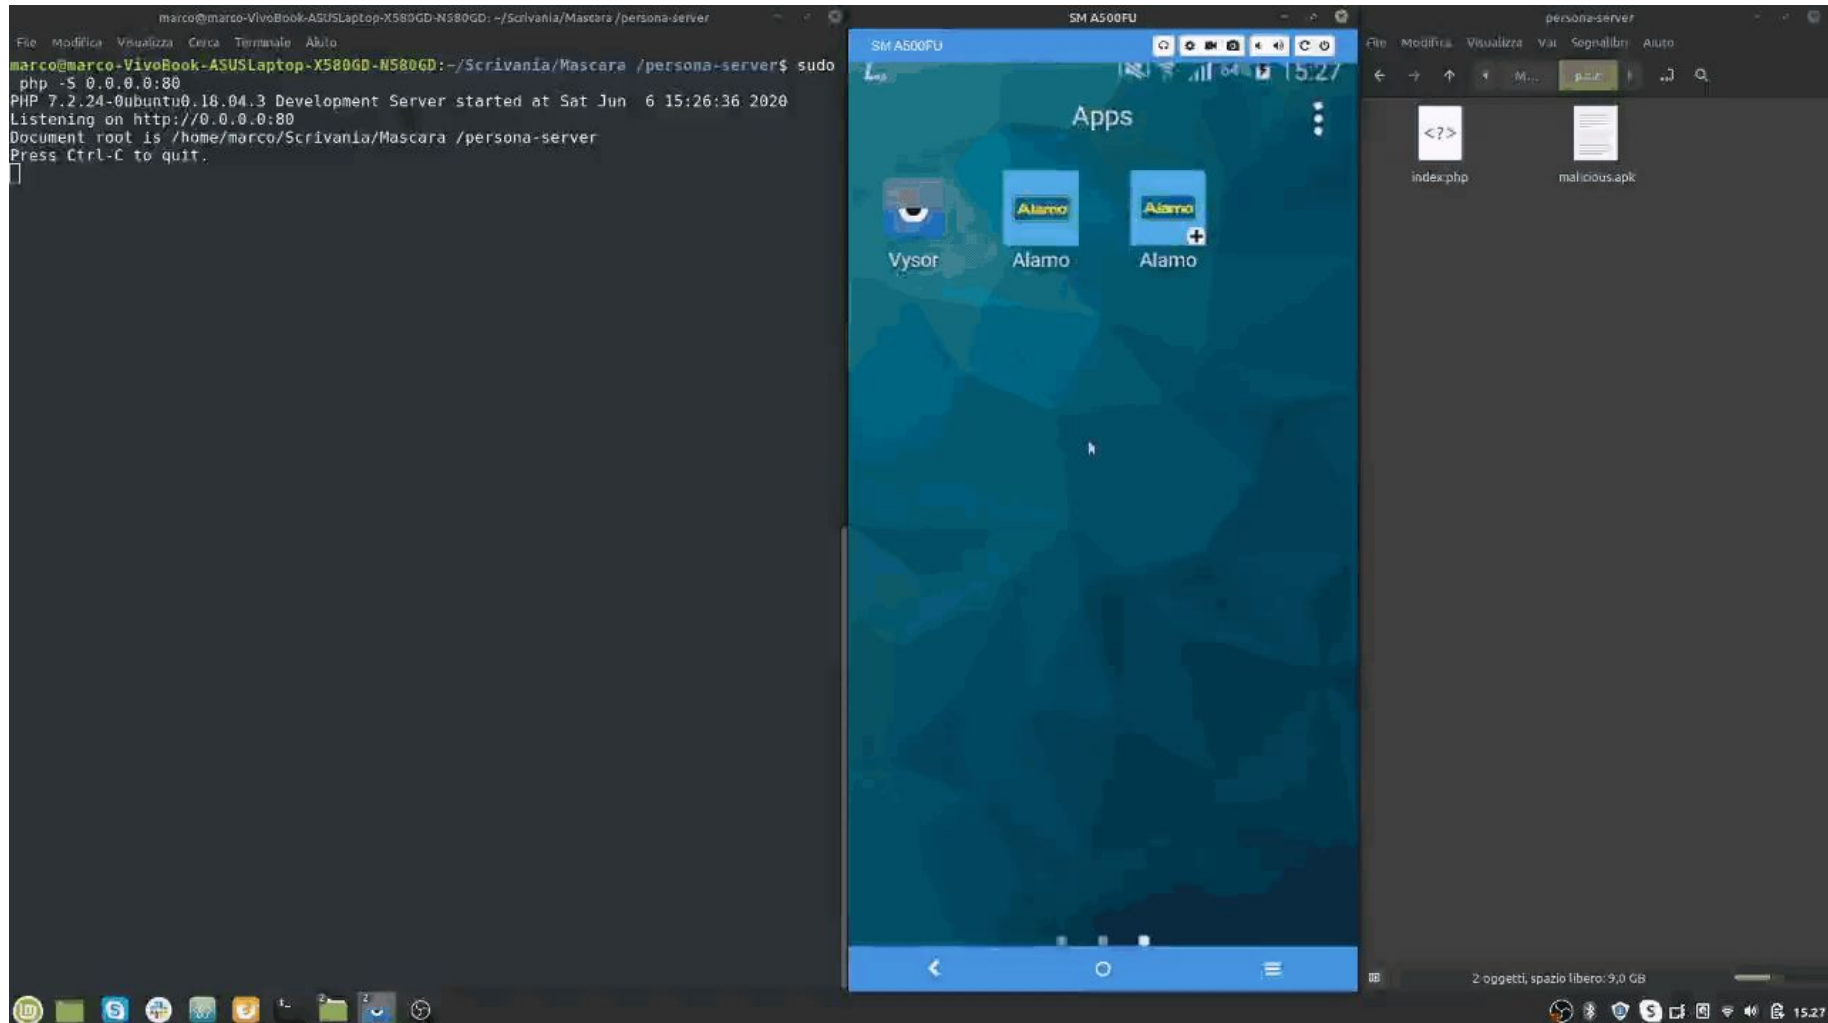 marco@marco-VivoBook-ASUSLaptop-X580GD-N580GD: ~/Scrivania/Mascara /persona-server
File Modifica Visualizza Cerca Terminale Aiuto
marco@marco-VivoBook-ASUSLaptop-X580GD-N580GD:~/Scrivania/Mascara /persona-server$ sudo
php -S 0.0.0.0:80
PHP 7.2.24-0ubuntu0.18.04.3 Development Server started at Sat Jun 6 15:26:36 2020
Listening on http://0.0.0.0:80
Document root is /home/marco/Scrivania/Mascara /persona-server
Press Ctrl-C to quit.
SM A500FU
SM A500FU
15:27
Apps
Alamo
Alamo
Vysor
Alamo
Alamo
persona-server
File Modifica Visualizza Vai Segnalibri Aiuto
M...
<?>
index.php
malicious.apk
2 oggetti, spazio libero: 9,0 GB
15.27